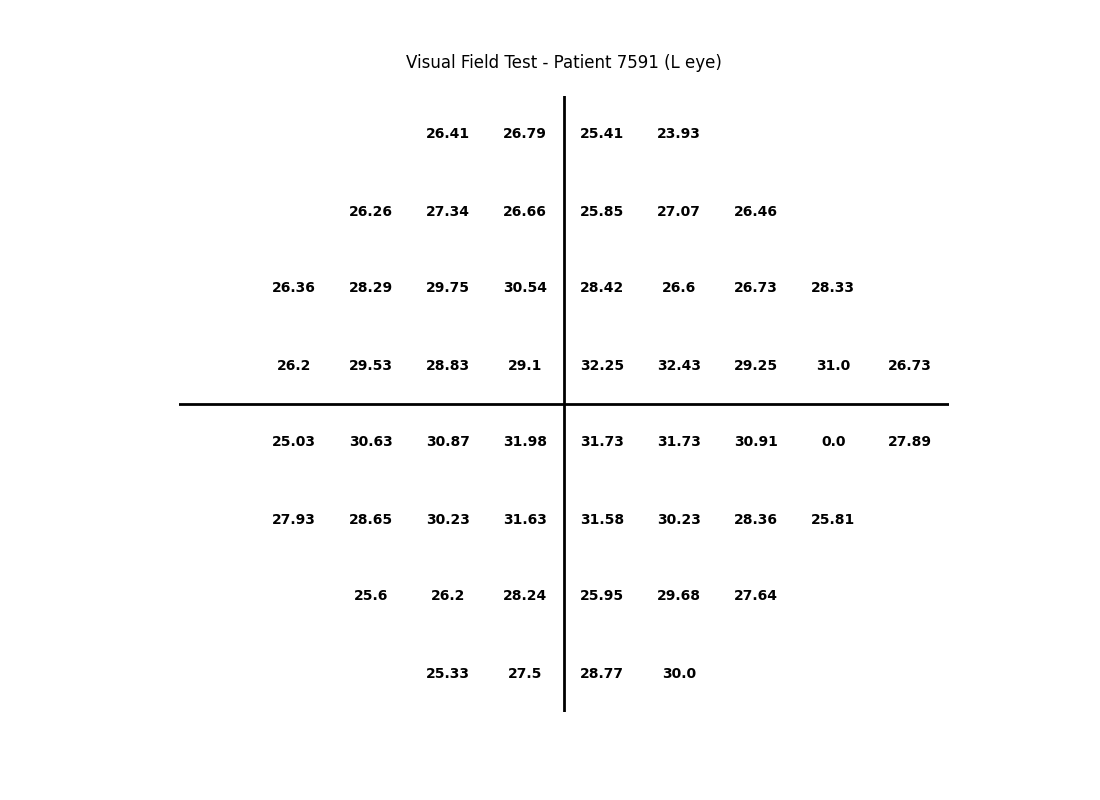 Visual Field Test - Patient 7591 (L eye)
26.41 26.79 25.41 23.93
26.26 27.34 26.66 25.85 27.07 26.46
26.36 28.29 29.75 30.54 28.42 26.6 26.73 28.33
26.2 29.53 28.83 29.1 32.25 32.43 29.25 31.0 26.73
25.03 30.63 30.87 31.98 31.73 31.73 30.91 0.0 27.89
27.93 28.65 30.23 31.63 31.58 30.23 28.36 25.81
25.6 26.2 28.24 25.95 29.68 27.64
25.33 27.5 28.77 30.0